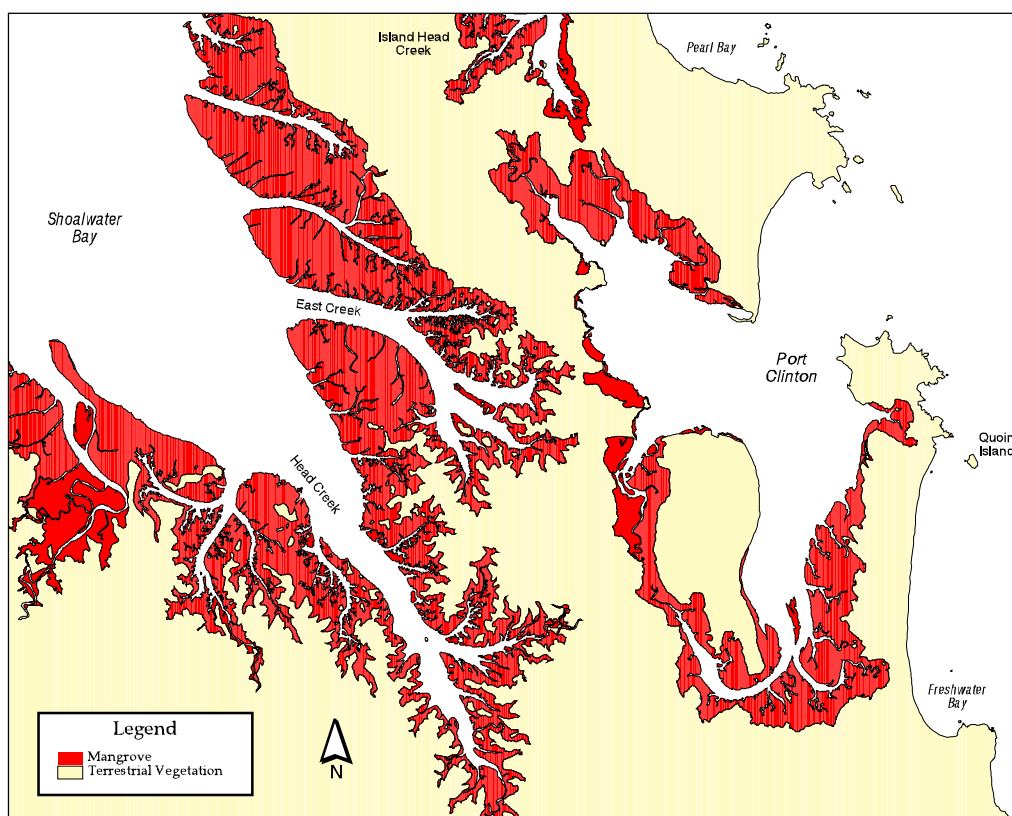 Island Head
Creek
Pearl Bay
Shoalwater
Bay
East Creek
Port
Clinton
Quoin
Island
Head Creek
Freshwater
Bay
Legend
Mangrove
Terrestrial Vegetation
N